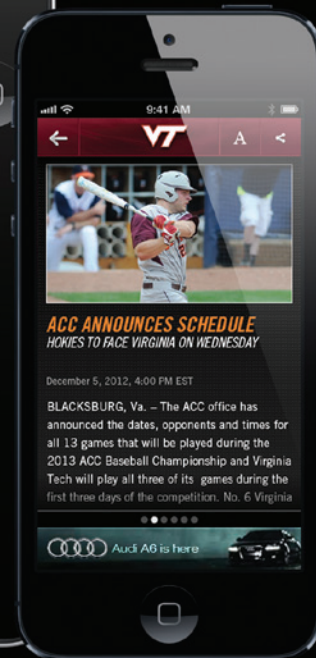 9:41 AM
VT
A
ACC ANNOUNCES SCHEDULE
HOKIES TO FACE VIRGINIA ON WEDNESDAY
December 5, 2012, 4:00 PM EST
BLACKSBURG, Va. – The ACC office has
announced the dates, opponents and times for
all 13 games that will be played during the
2013 ACC Baseball Championship and Virginia
Tech will play all three of its games during the
first three days of the competition. No. 6 Virginia
Audi A6 is here